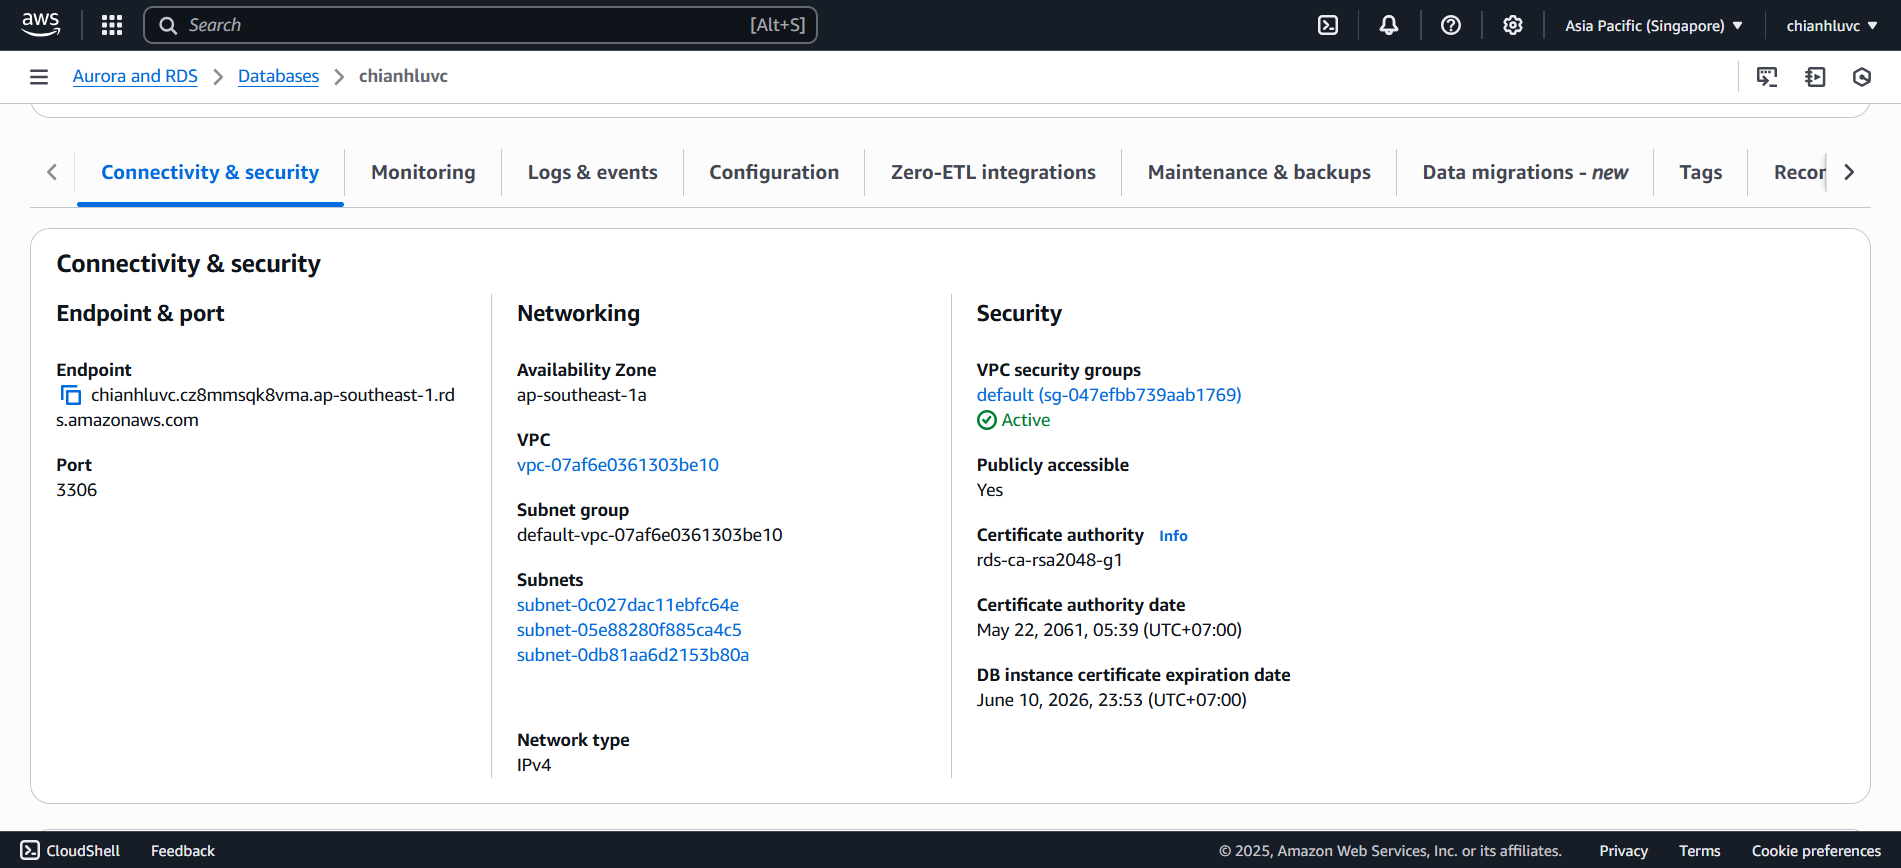 aws
Search
[Alt+S]
Asia Pacific (Singapore)
chianhluvc
Aurora and RDS
Databases
chianhluvc
Connectivity & security
Monitoring
Logs & events
Configuration
Zero-ETL integrations
Maintenance & backups
Data migrations - new
Tags
Recor
Connectivity & security
Endpoint & port
Endpoint
chianhluvc.cz8mmsqk8vma.ap-southeast-1.rd
s.amazonaws.com
Port
3306
Networking
Availability Zone
ap-southeast-1a
VPC
vpc-07af6e0361303be10
Subnet group
default-vpc-07af6e0361303be10
Subnets
subnet-0c027dac11ebfc64e
subnet-05e88280f885ca4c5
subnet-0db81aa6d2153b80a
Network type
IPv4
Security
VPC security groups
default (sg-047efbb739aab1769)
Active
Publicly accessible
Yes
Certificate authority Info
rds-ca-rsa2048-g1
Certificate authority date
May 22, 2061, 05:39 (UTC+07:00)
DB instance certificate expiration date
June 10, 2026, 23:53 (UTC+07:00)
CloudShell
Feedback
© 2025, Amazon Web Services, Inc. or its affiliates.
Privacy
Terms
Cookie preferences